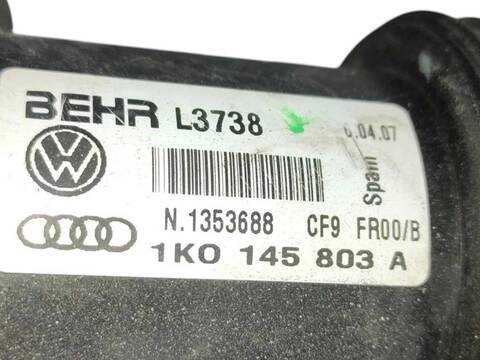 BEHR L3738 6.04.07
Spain
N.1353688 CF9 FR00/B
1K0 145 803 A